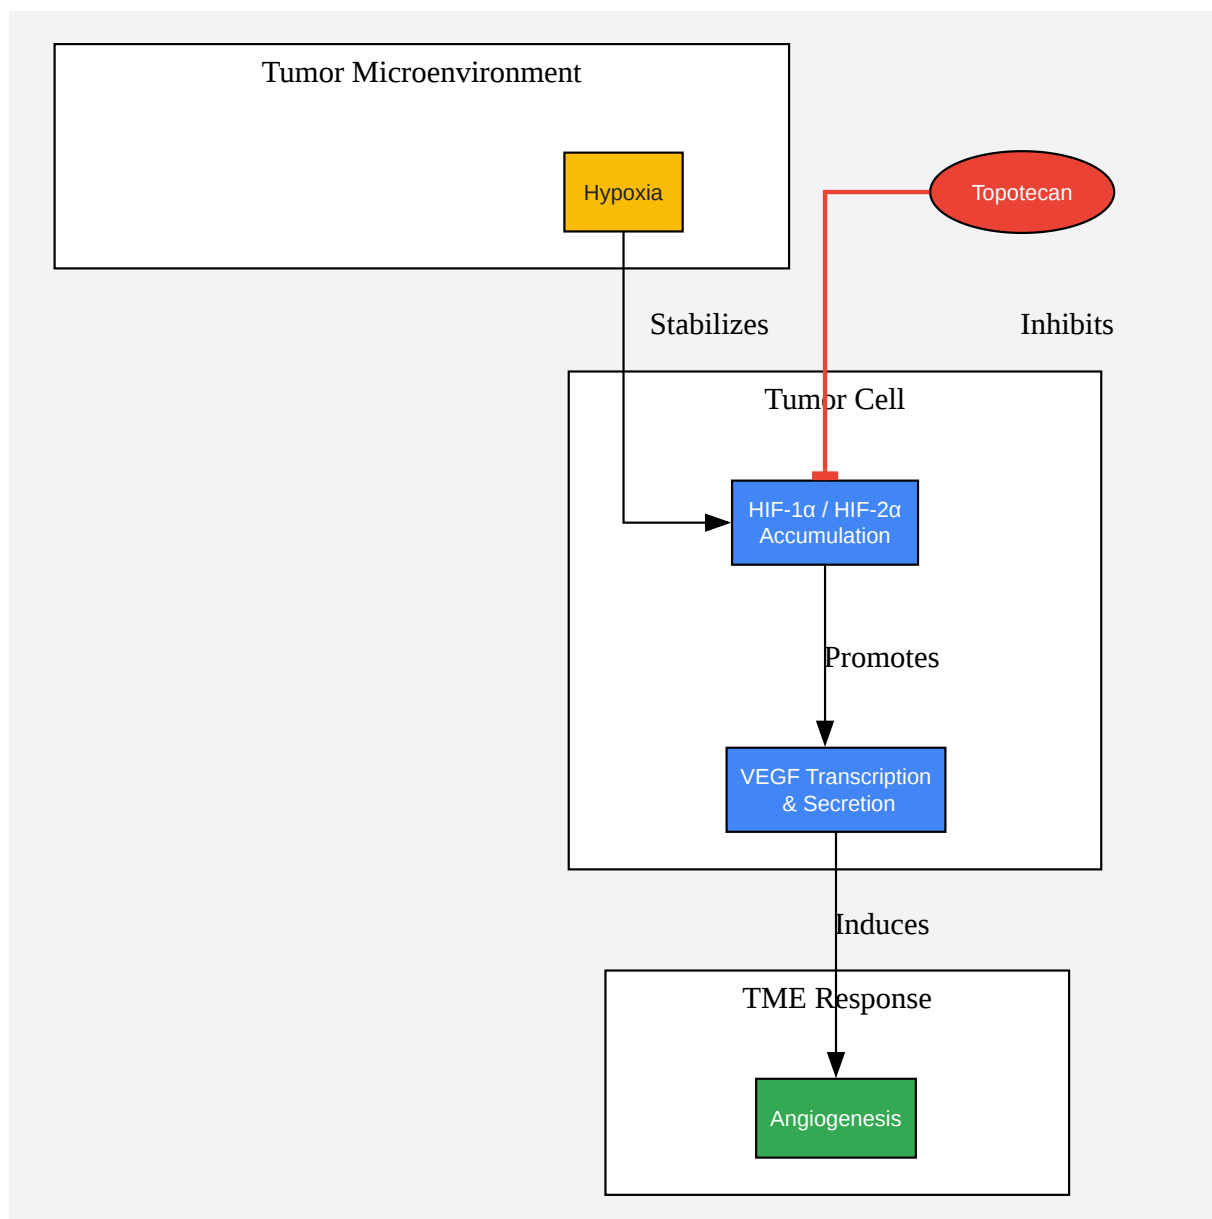 Tumor Microenvironment
Hypoxia
Topotecan
Stabilizes
Inhibits
Tumor Cell
HIF-1α / HIF-2α
Accumulation
Promotes
VEGF Transcription
& Secretion
Induces
TME Response
Angiogenesis